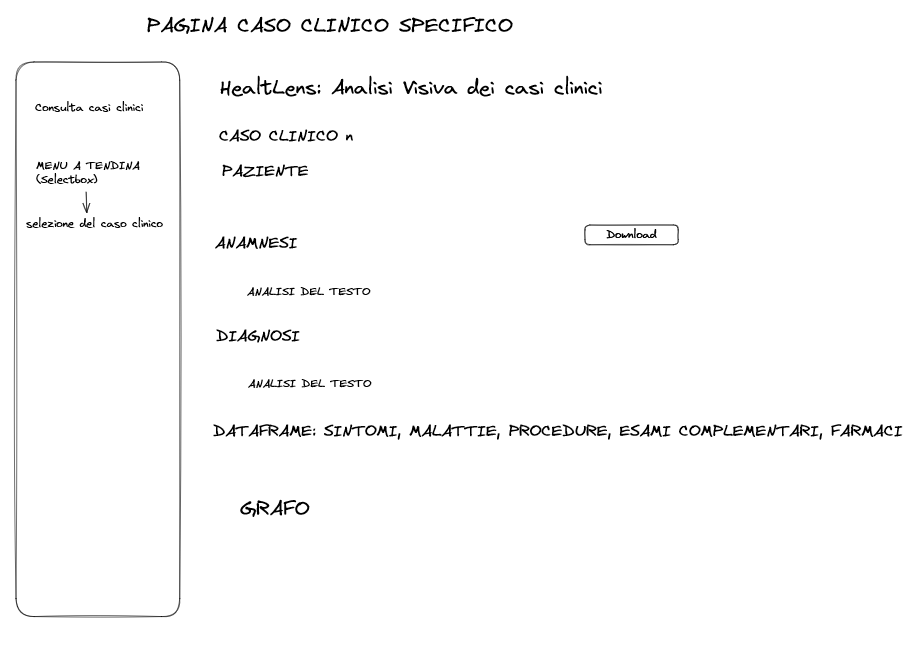 PAGINA CASO CLINICO SPECIFICO
Consulta casi clinici
MENU A TENDINA
(Selectbox)
selezione del caso clinico
HealtLens: Analisi Visiva dei casi clinici
CASO CLINICO n
PAZIENTE
ANAMNESI
Download
ANALISI DEL TESTO
DIAGNOSI
ANALISI DEL TESTO
DATAFRAME: SINTOMI, MALATTIE, PROCEDURE, ESAMI COMPLEMENTARI, FARMACI
GRAFO